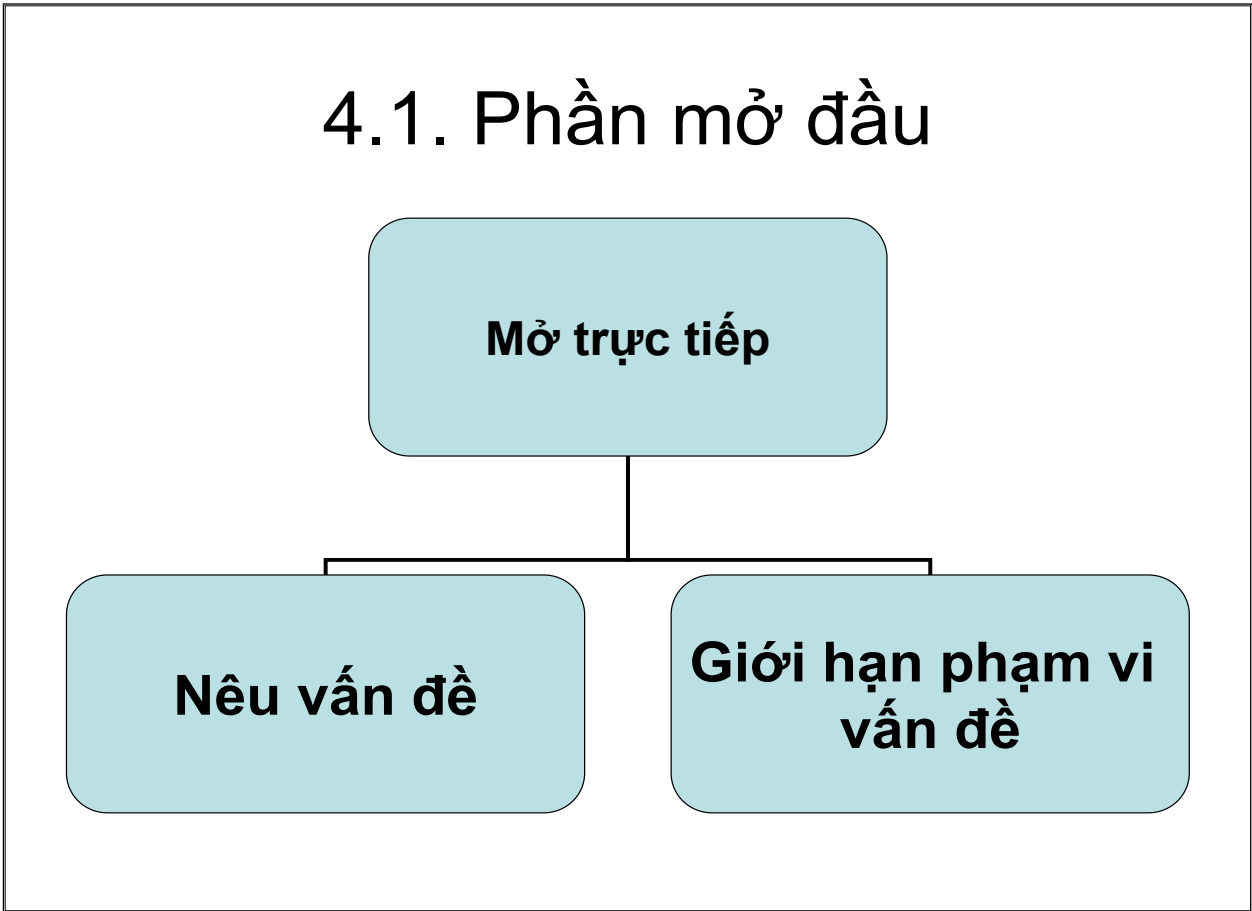 4.1. Phần mở đầu
Mở trực tiếp
Nêu vấn đề
Giới hạn phạm vi
vấn đề